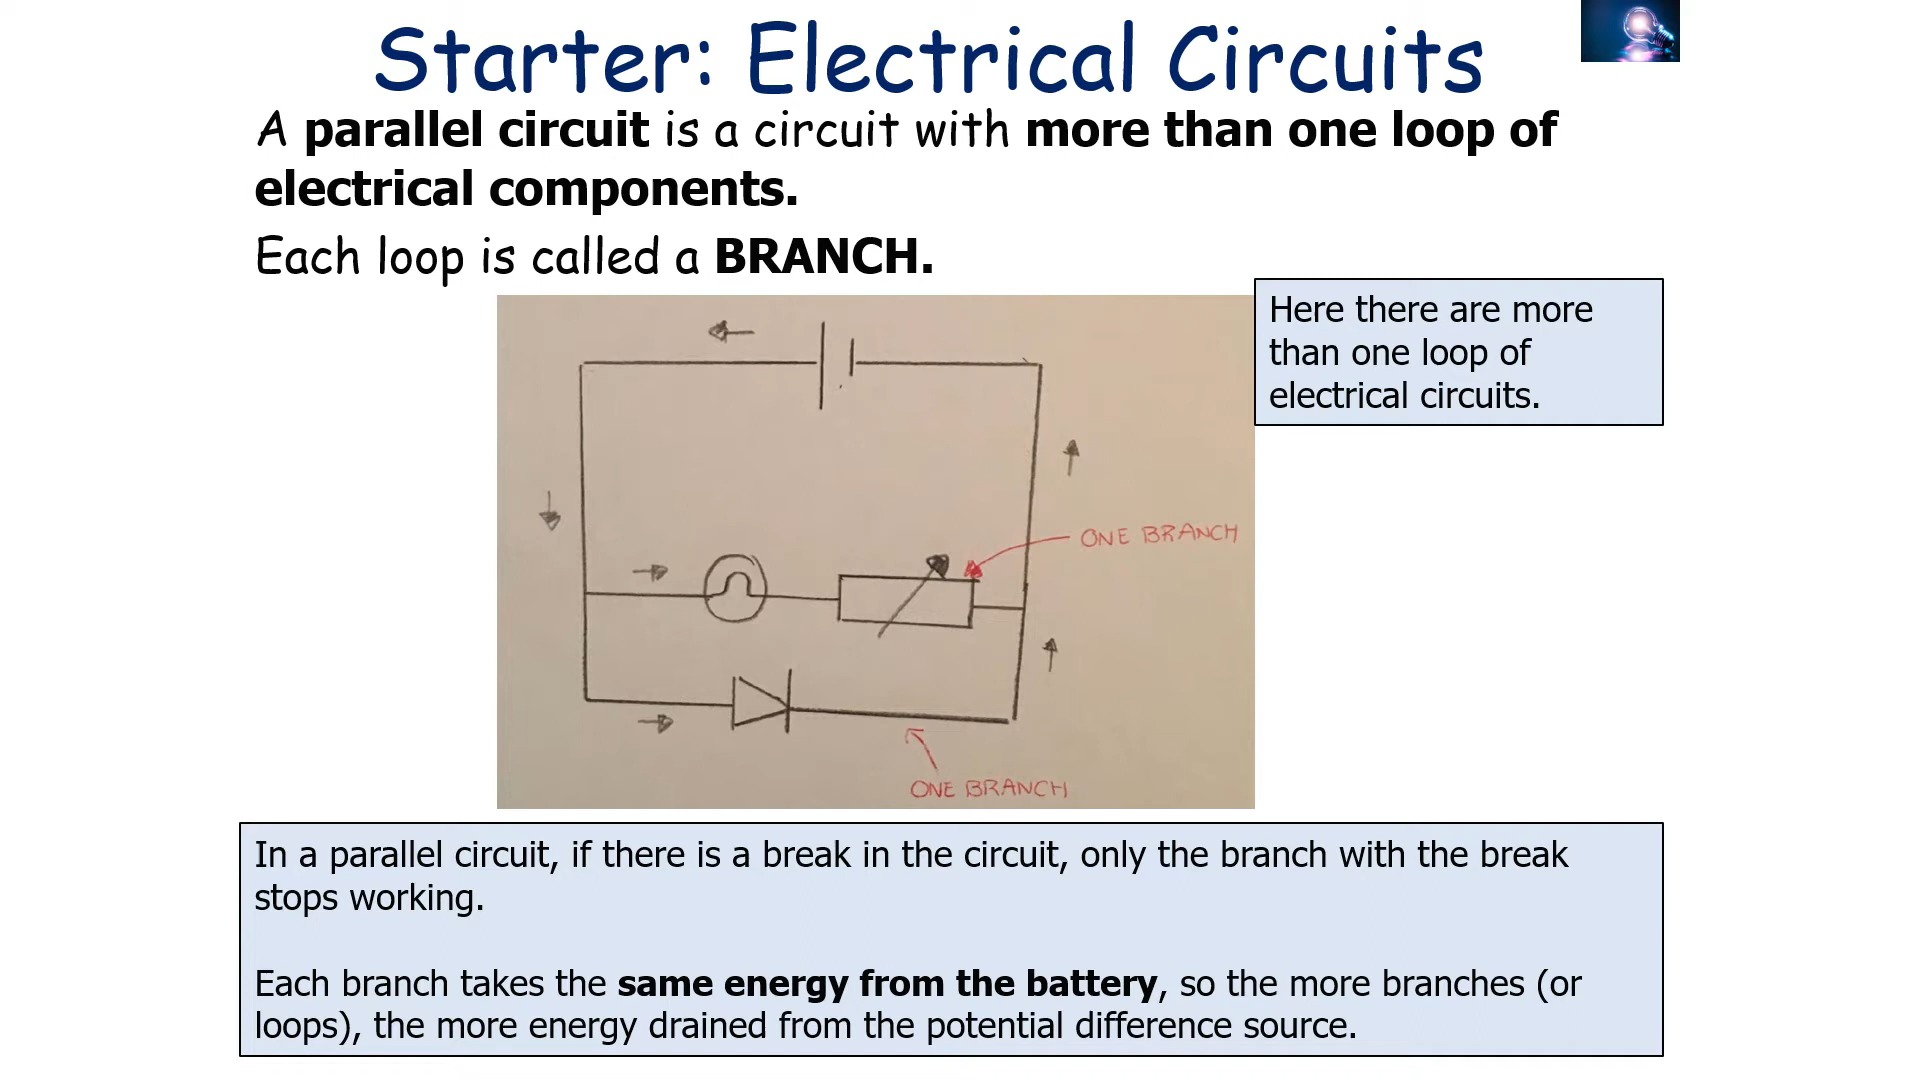 Starter: Electrical Circuits
A parallel circuit is a circuit with more than one loop of
electrical components.
Each loop is called a BRANCH.
Here there are more
than one loop of
electrical circuits.
ONE BRANCH
ONE BRANCH
In a parallel circuit, if there is a break in the circuit, only the branch with the break
stops working.
Each branch takes the same energy from the battery, so the more branches (or
loops), the more energy drained from the potential difference source.